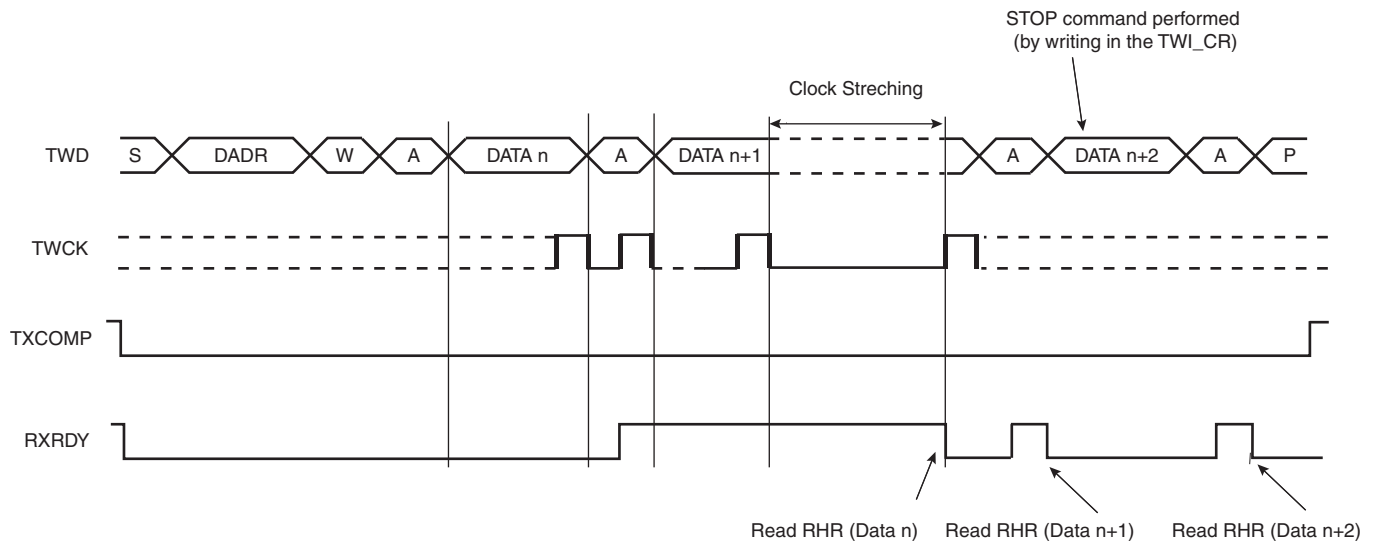 STOP command performed
(by writing in the TWI_CR)
Clock Streching
TWD S DADR W A DATA n A DATA n+1 A DATA n+2 A P
TWCK
TXCOMP
RXRDY
Read RHR (Data n) Read RHR (Data n+1) Read RHR (Data n+2)